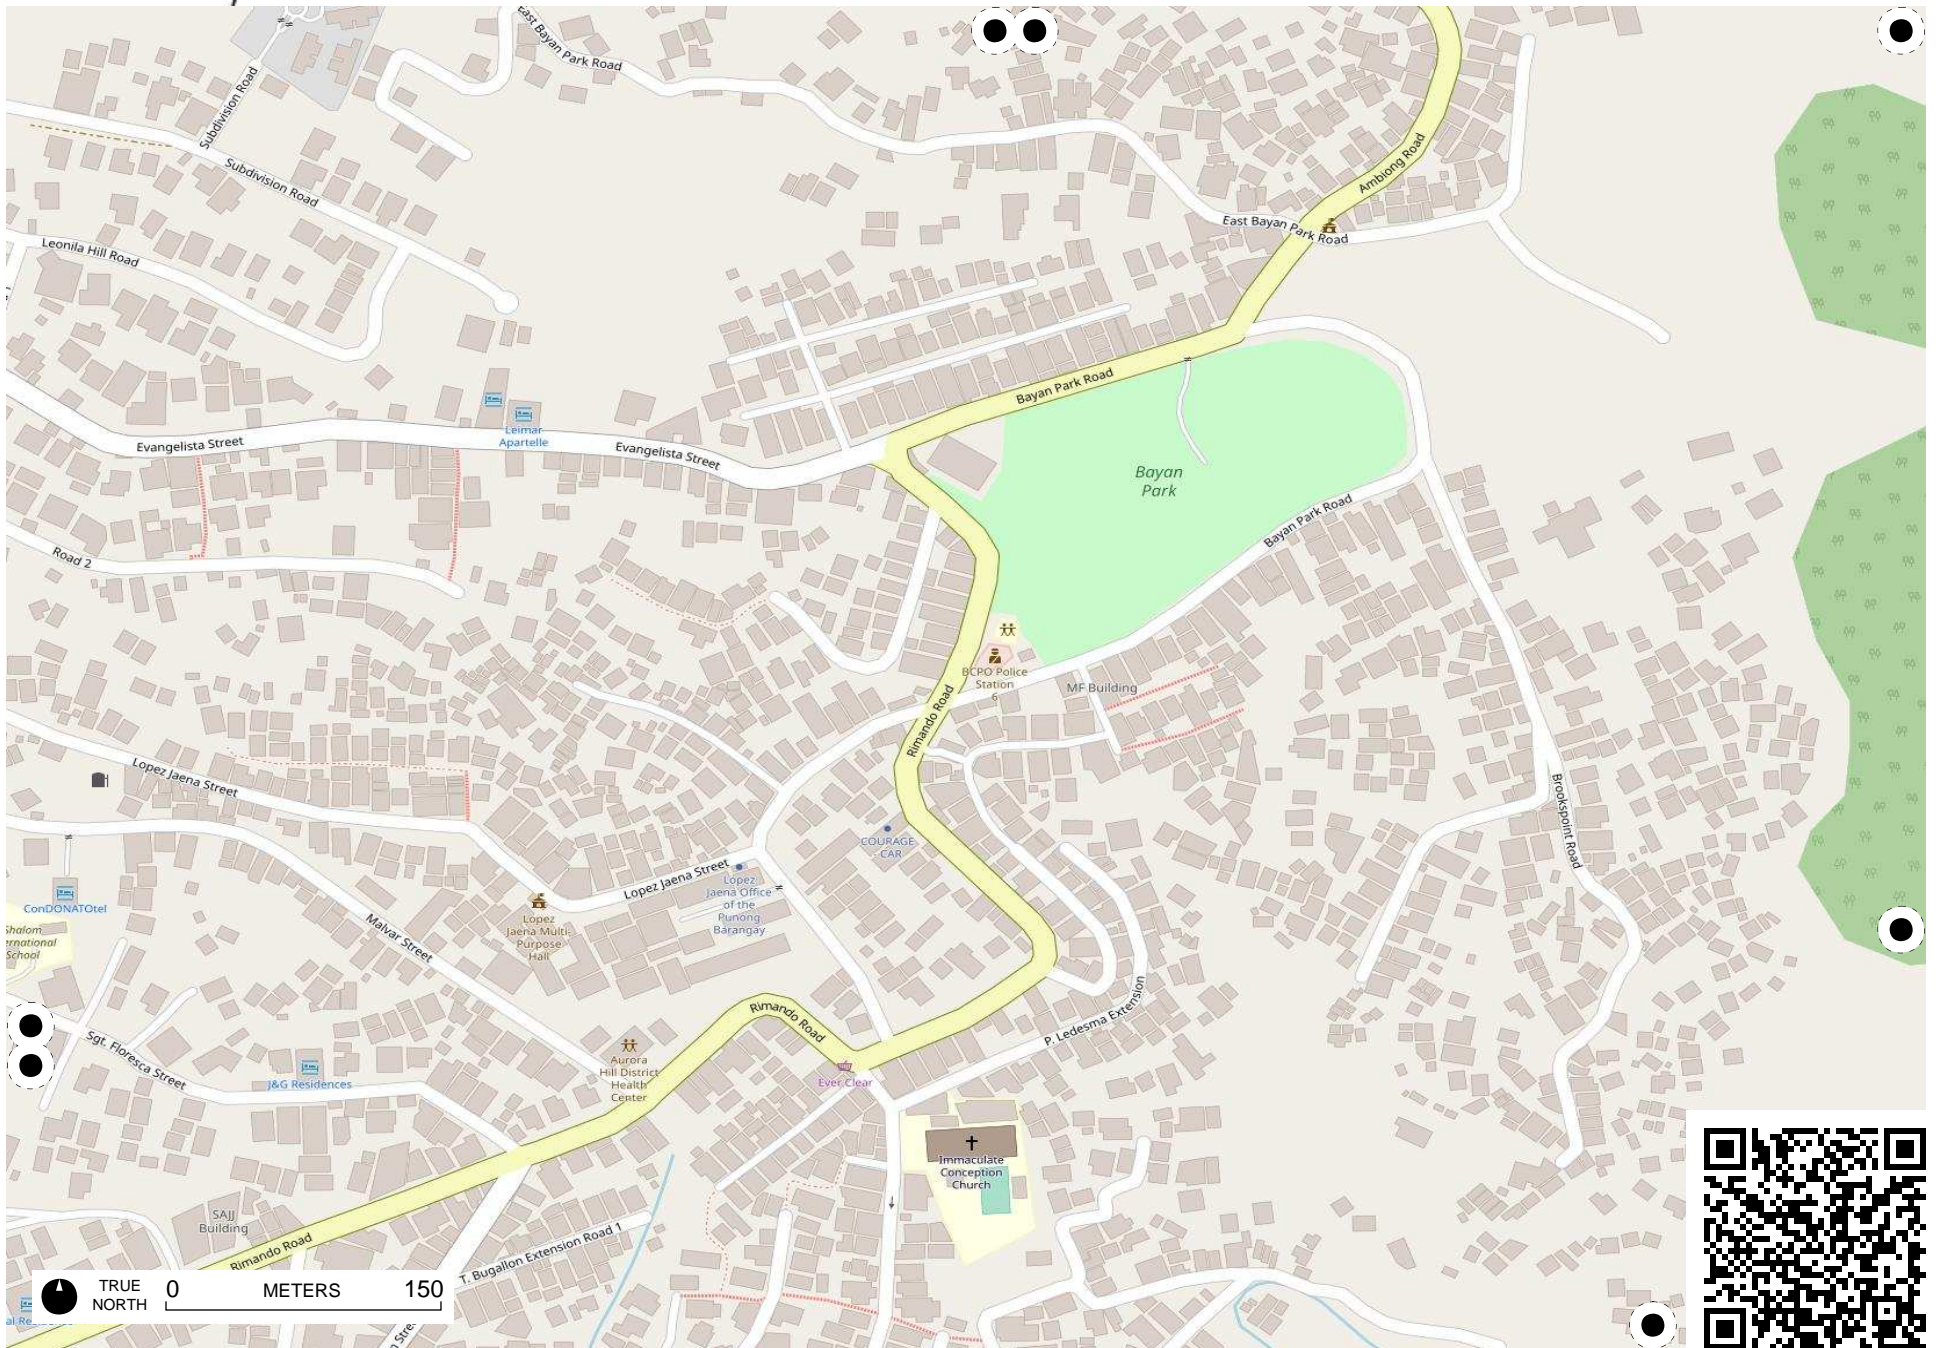 East Bayan Park Road
Subdivision Road
Subdivision Road
Ambiong Road
East Bayan Park Road
Leonila Hill Road
Bayan Park Road
Leimar
Apartelle
Evangelista Street
Evangelista Street
Bayan
Park
Bayan Park Road
Road 2
BCPO Police
Station
6
MF Building
Rimando Road
Lopez Jaena Street
Brookspoint Road
COURAGE
CAR
Lopez Jaena Street
Lopez
Jaena Office
of the
Punong
Barangay
ConDONATOtel
Malvar Street
Lopez
Jaena Multi-
Purpose
Hall
Shalom
ernational
School
Rimando Road
P. Ledesma Extension
Sgt. Floresca Street
Aurora
Hill District
Health
Center
J&G Residences
Ever Clear
Immaculate
Conception
Church
SAJJ
Building
Rimando Road
T. Bugallon Extension Road 1
TRUE
NORTH
0 METERS 150